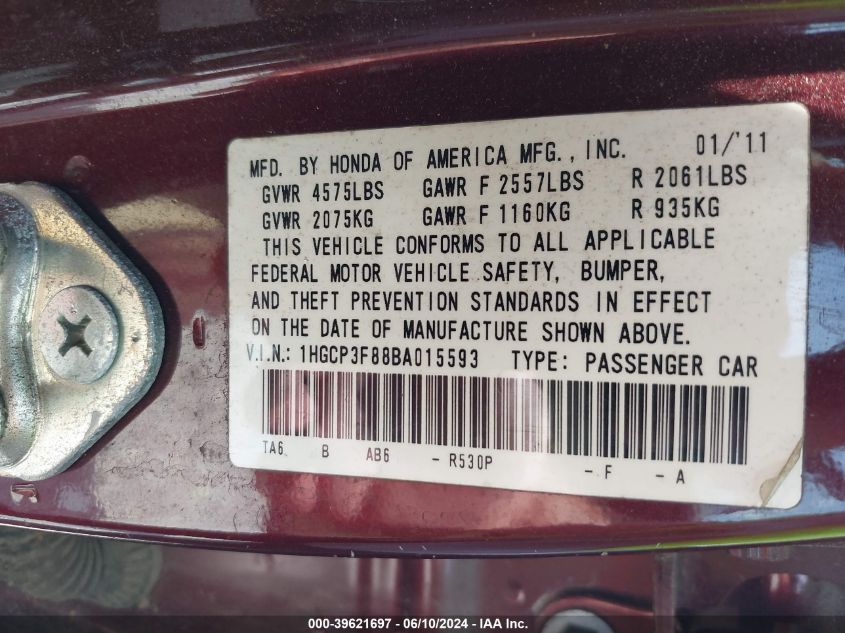 MFD. BY HONDA OF AMERICA MFG., INC. 01/'11
GVWR 4575LBS GAWR F 2557LBS R 2061LBS
GVWR 2075KG GAWR F 1160KG R 935KG
THIS VEHICLE CONFORMS TO ALL APPLICABLE
FEDERAL MOTOR VEHICLE SAFETY, BUMPER,
AND THEFT PREVENTION STANDARDS IN EFFECT
ON THE DATE OF MANUFACTURE SHOWN ABOVE.
V.I.N.: 1HGCP3F88BA015593 TYPE: PASSENGER CAR
TA6 B AB6 - R530P - F - A
000-39621697 - 06/10/2024 - IAA, Inc.